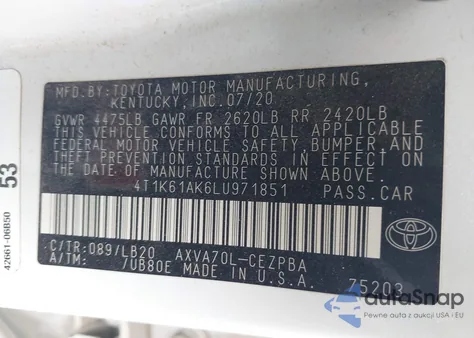 MFD. BY: TOYOTA MOTOR MANUFACTURING,
KENTUCKY, INC. 07/20
GVWR 4475LB GAWR FR 2620LB RR 2420LB
THIS VEHICLE CONFORMS TO ALL APPLICABLE
FEDERAL MOTOR VEHICLE SAFETY, BUMPER, AND
THEFT PREVENTION STANDARDS IN EFFECT ON
THE DATE OF MANUFACTURE SHOWN ABOVE.
4T1K61AK6LU971851 PASS.CAR
C/TR:089/LB20 AXVA70L-CEZPBA
A/TM: /UB80E MADE IN U.S.A. 75203
TOYOTA
42661-06B50
53
autoSnap
Pewne auta z aukcji USA i EU